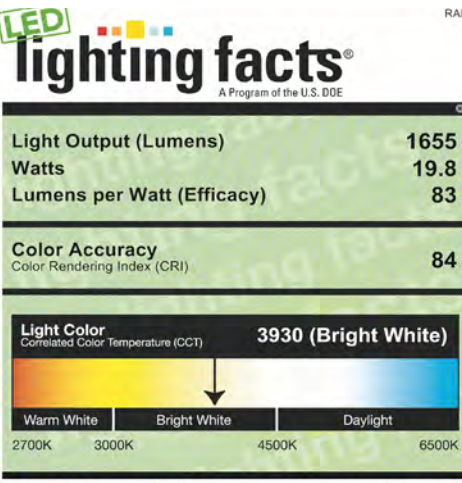 LED
lighting facts®
A Program of the U.S. DOE
Light Output (Lumens) 1655
Watts 19.8
Lumens per Watt (Efficacy) 83
Color Accuracy
Color Rendering Index (CRI) 84
Light Color
Correlated Color Temperature (CCT) 3930 (Bright White)
Warm White Bright White Daylight
2700K 3000K 4500K 6500K